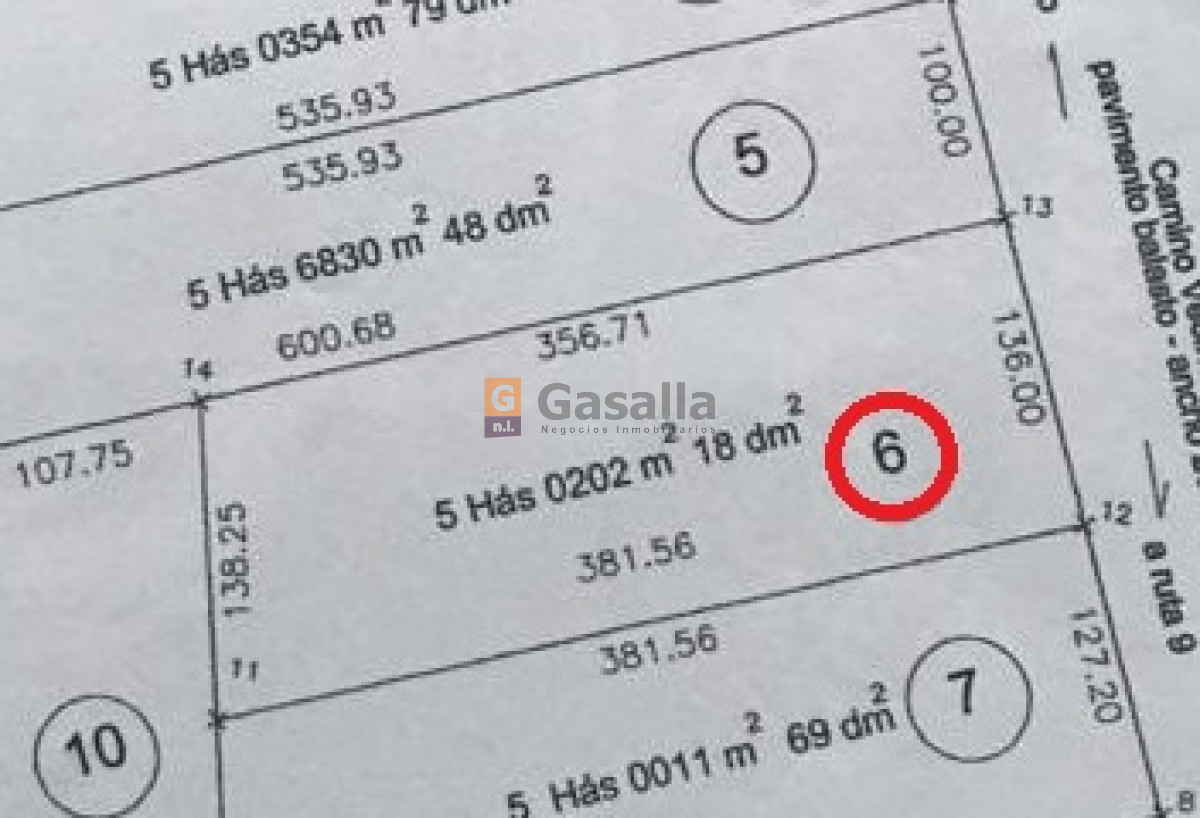 5 Hás 0354 m² 79 dm
535.93
100.00
535.93
5
pavimento balasto - ancho
Camino
5 Hás 6830 m² 48 dm²
13
600.68
356.71
136.00
14
G
n.l.
Gasalla
Negocios Inmobiliarios
107.75
5 Hás 0202 m² 18 dm²
6
138.25
381.56
12
a ruta 9
381.56
127.20
11
7
10
5 Hás 0011 m² 69 dm²
8